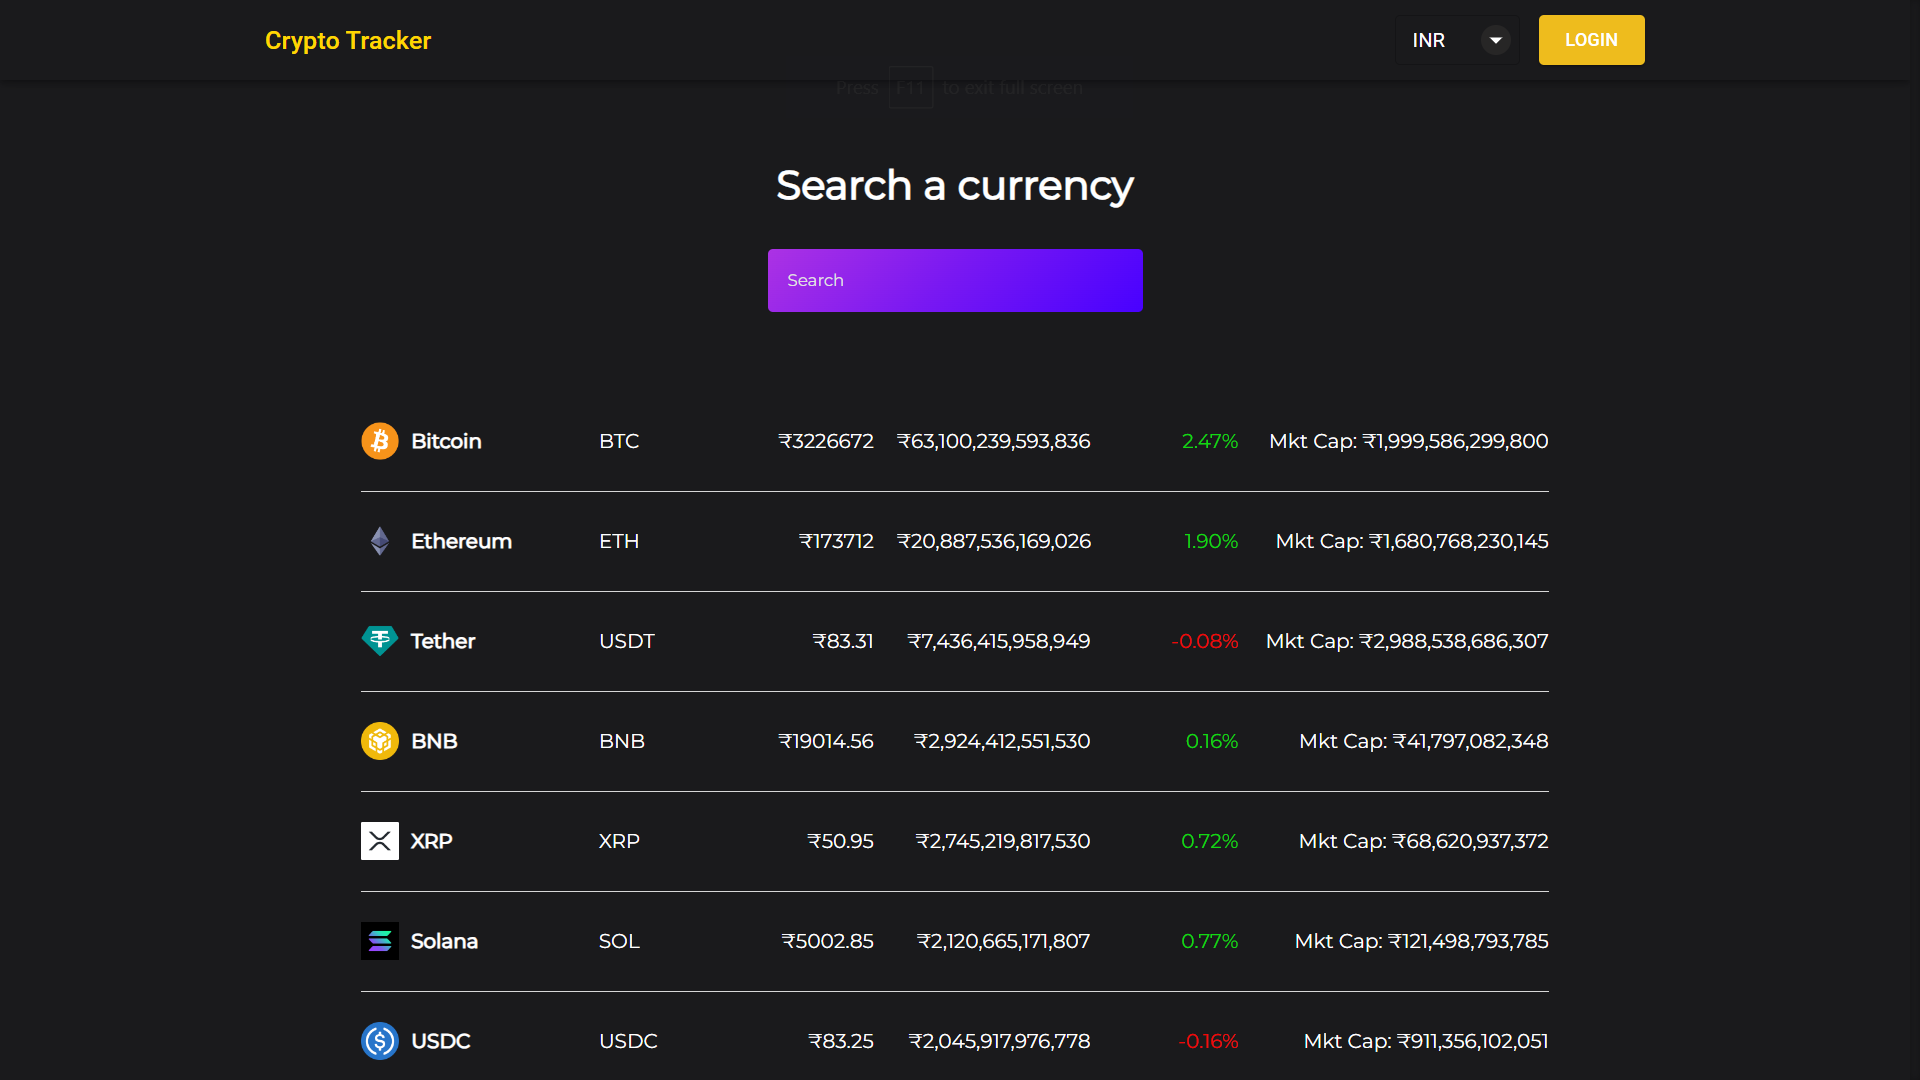 Crypto Tracker INR LOGIN
Press F11 to exit full screen
Search a currency
Search
Bitcoin BTC ₹3226672 ₹63,100,239,593,836 2.47% Mkt Cap: ₹1,999,586,299,800
Ethereum ETH ₹173712 ₹20,887,536,169,026 1.90% Mkt Cap: ₹1,680,768,230,145
Tether USDT ₹83.31 ₹7,436,415,958,949 -0.08% Mkt Cap: ₹2,988,538,686,307
BNB BNB ₹19014.56 ₹2,924,412,551,530 0.16% Mkt Cap: ₹41,797,082,348
XRP XRP ₹50.95 ₹2,745,219,817,530 0.72% Mkt Cap: ₹68,620,937,372
Solana SOL ₹5002.85 ₹2,120,665,171,807 0.77% Mkt Cap: ₹121,498,793,785
USDC USDC ₹83.25 ₹2,045,917,976,778 -0.16% Mkt Cap: ₹911,356,102,051